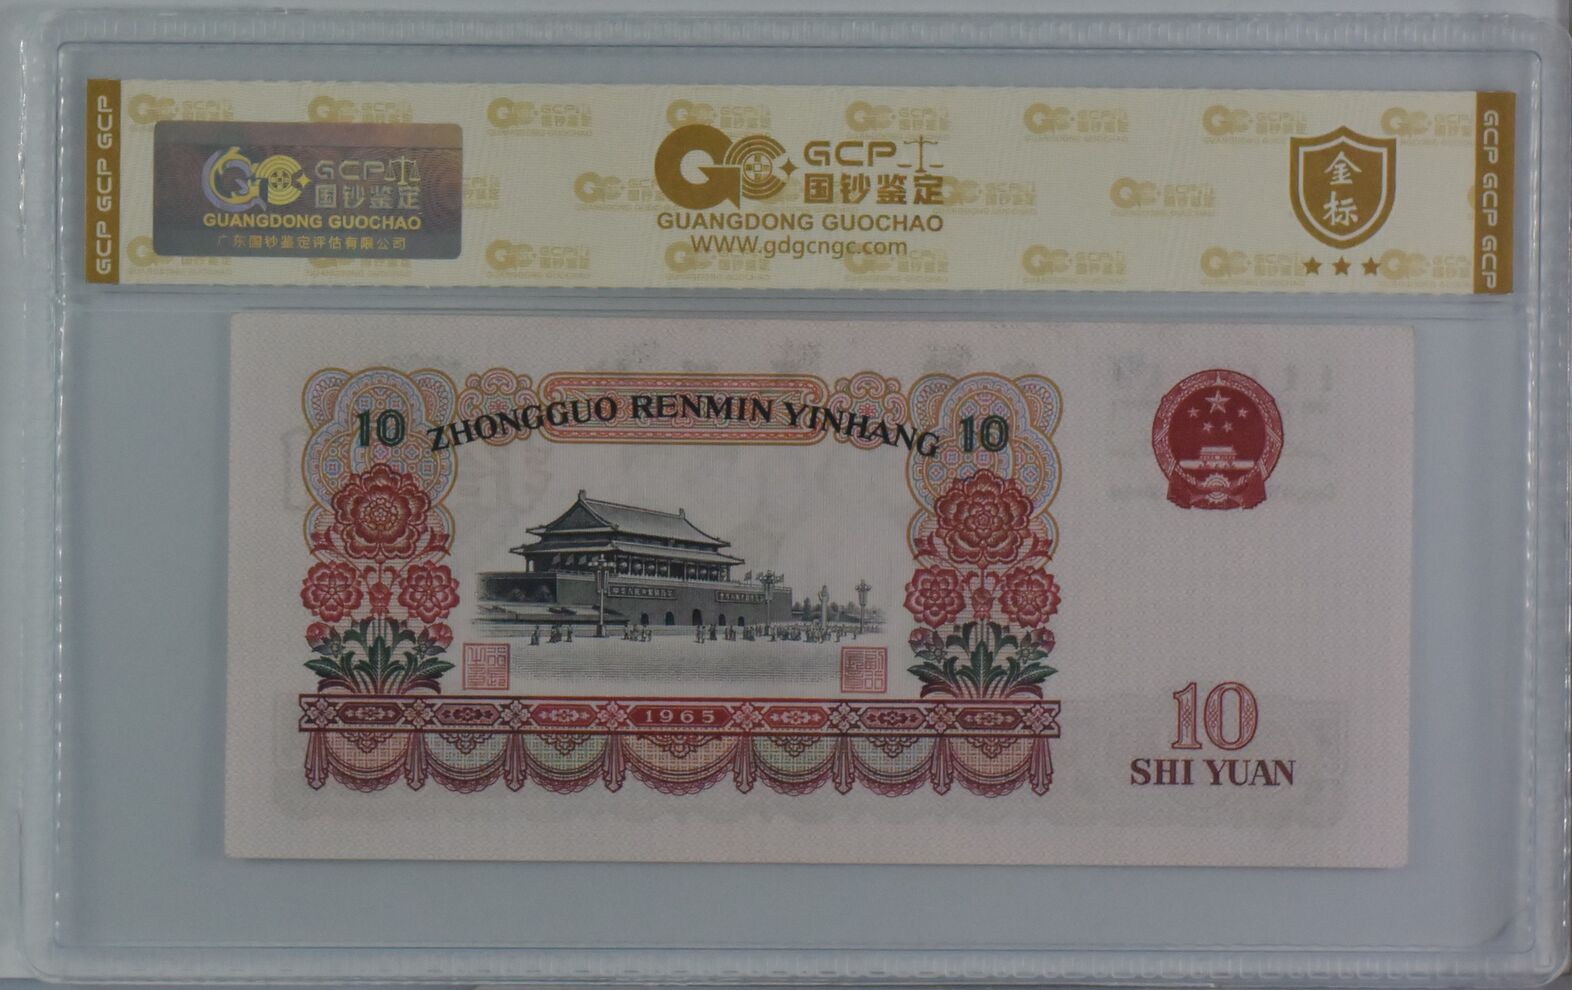 GCP GCP GCP
GCP
国钞鉴定
GUANGDONG GUOCHAO
广东国钞鉴定评估有限公司
GCP
国钞鉴定
GUANGDONG GUOCHAO
WWW.gdgcngc.com
金标
GCP GCP GCP
10 ZHONGGUO RENMIN YINHANG 10
1965
10
SHI YUAN